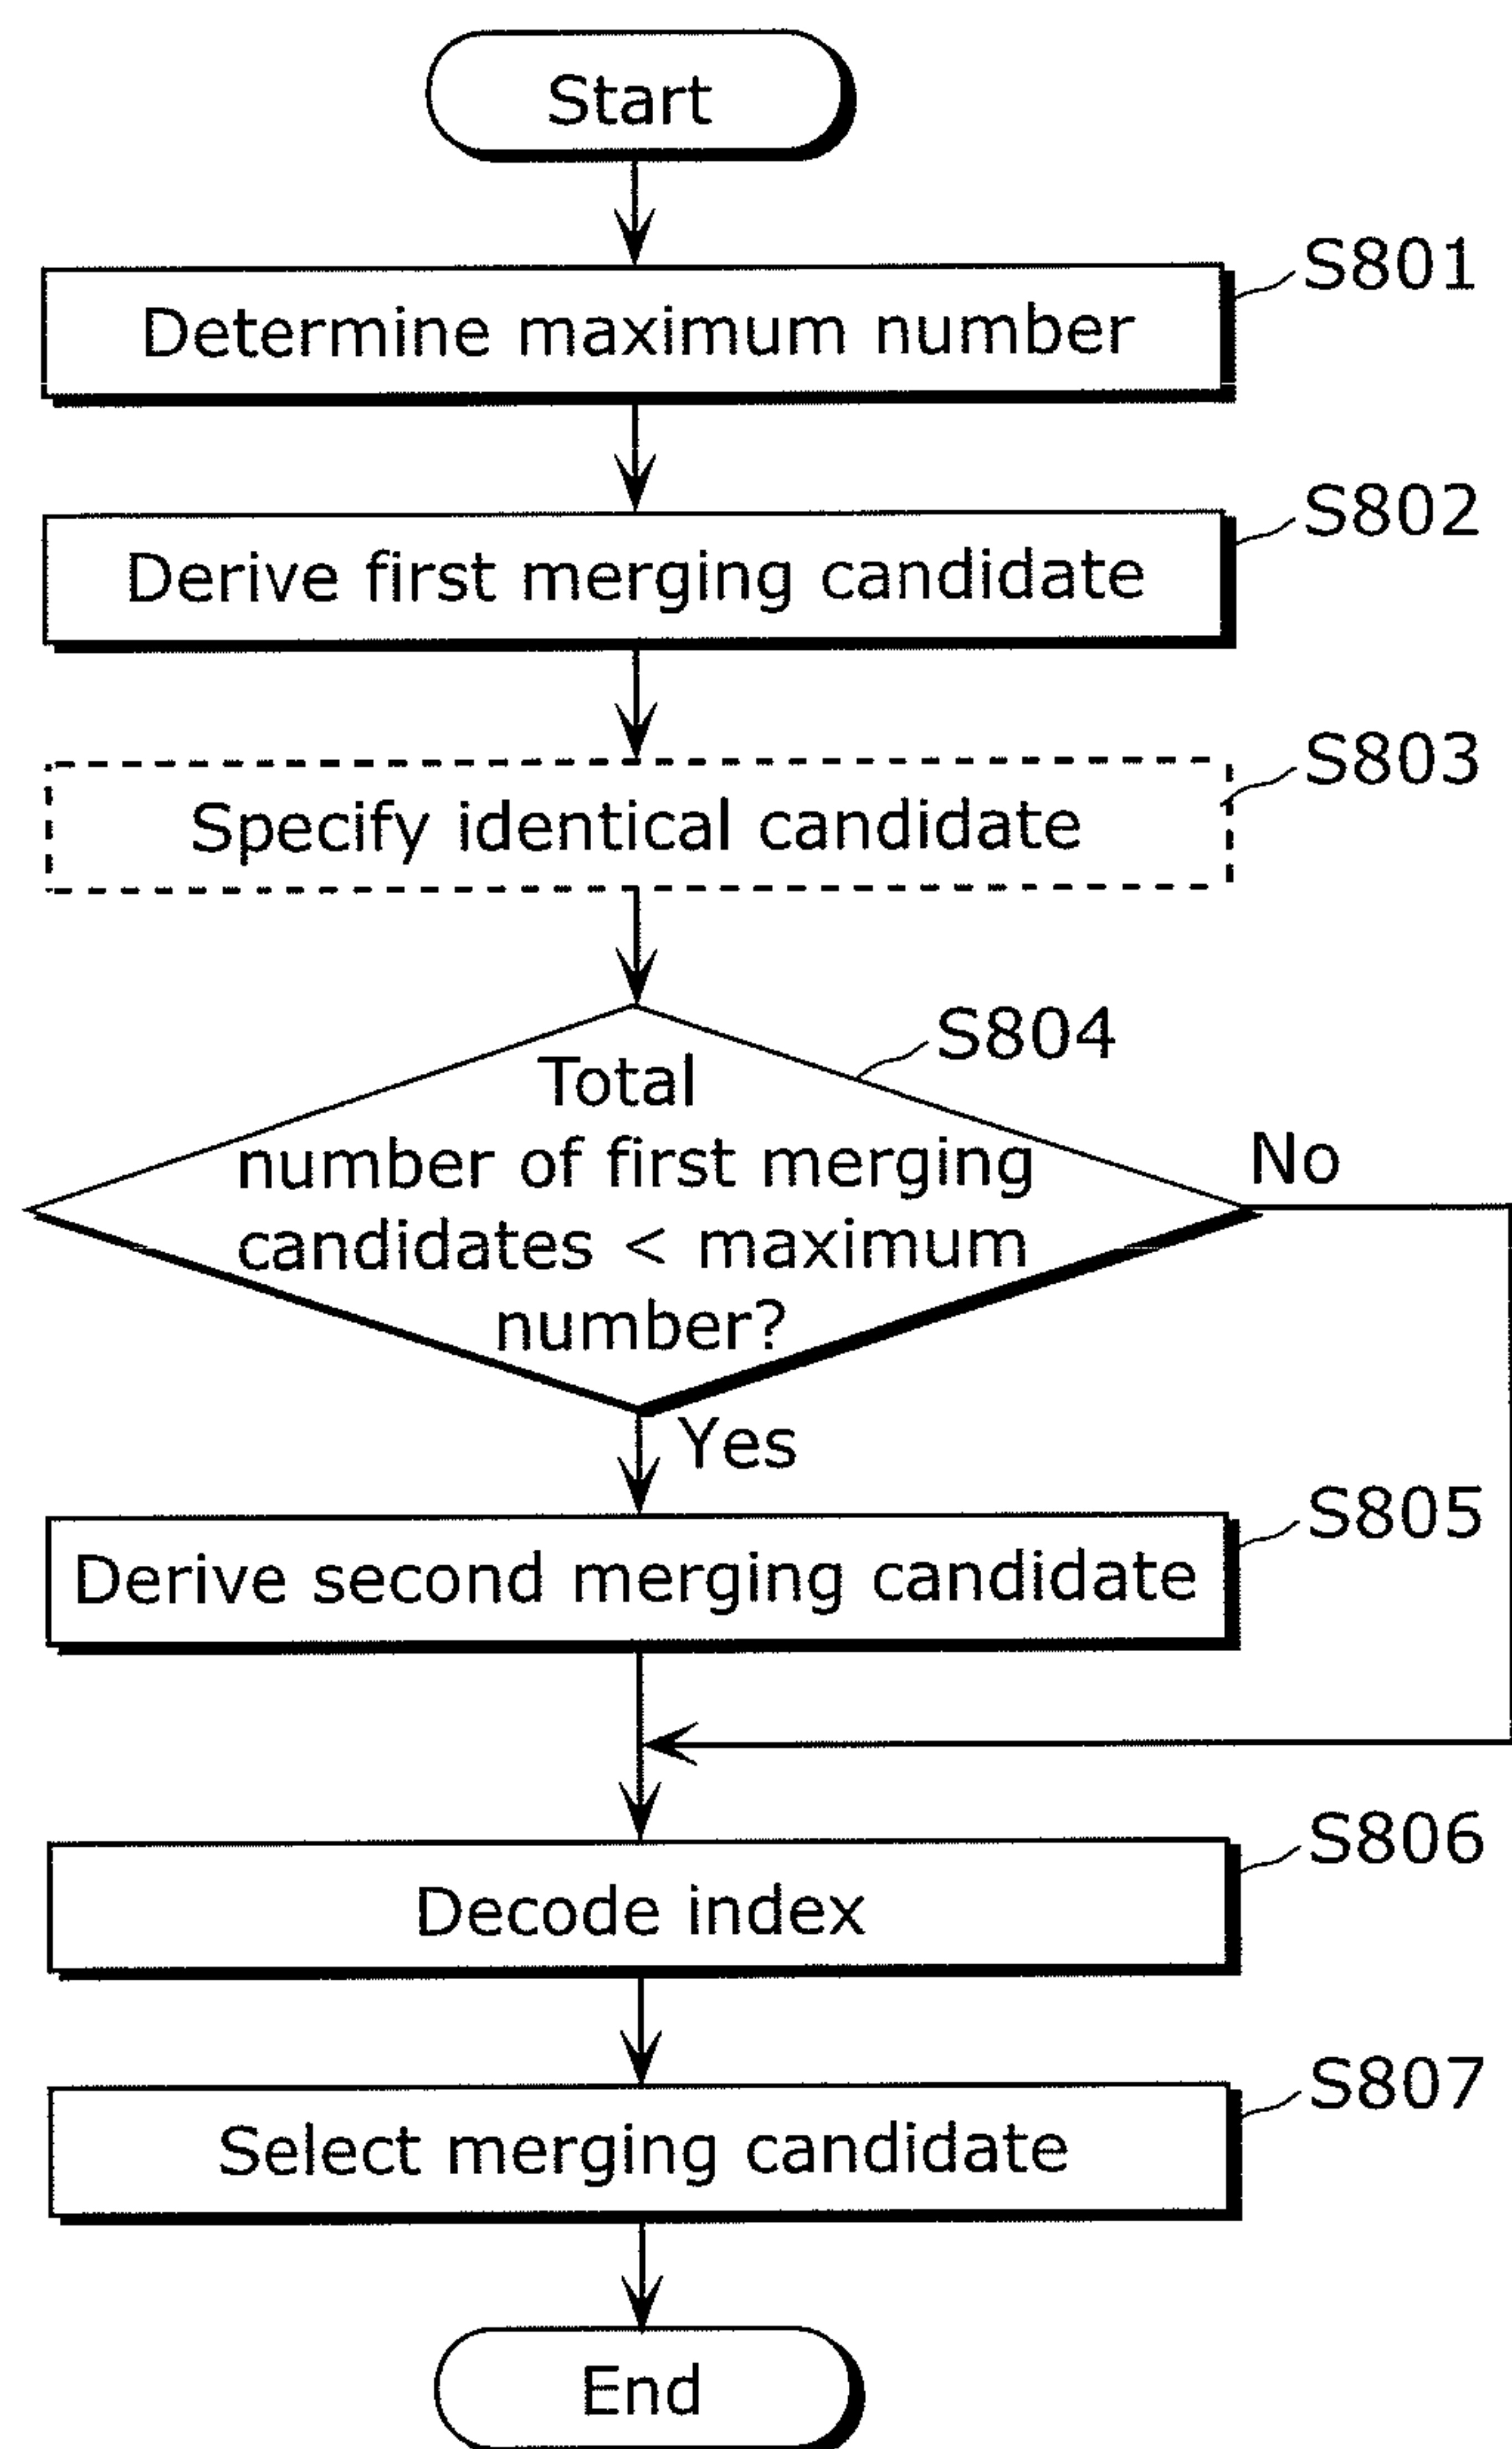 Start
S801
Determine maximum number
S802
Derive first merging candidate
S803
Specify identical candidate
S804
Total
number of first merging
candidates < maximum
number?
No
Yes
S805
Derive second merging candidate
S806
Decode index
S807
Select merging candidate
End